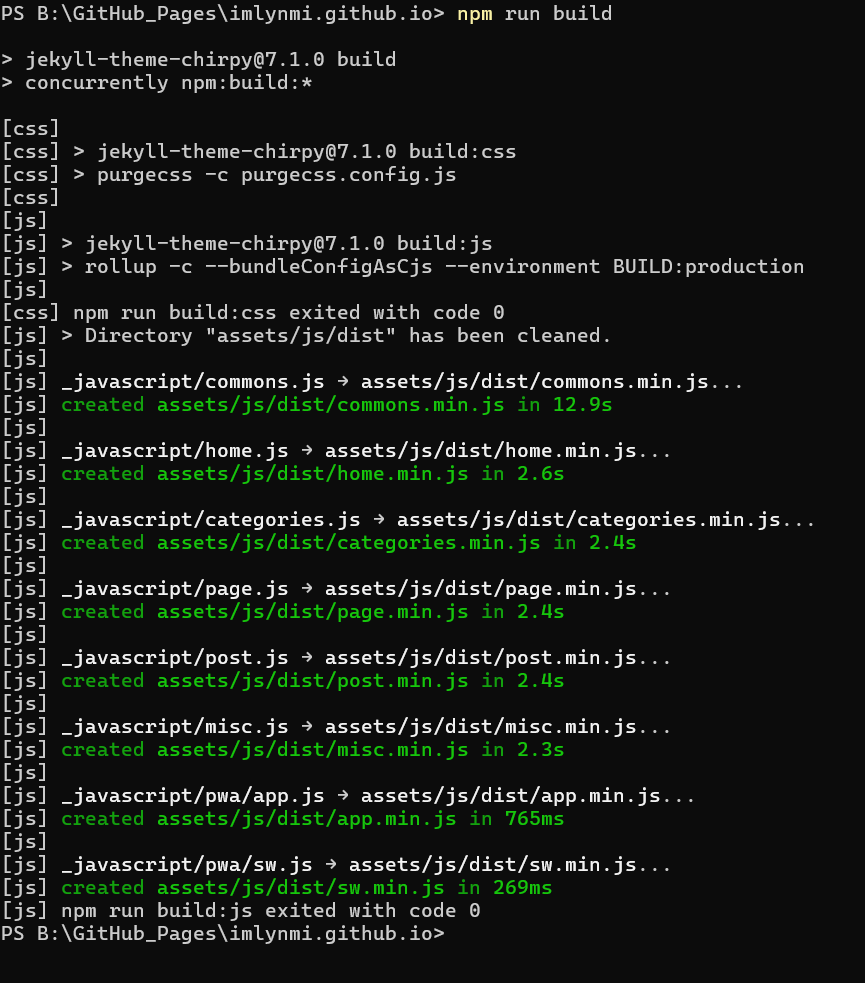 PS B:\GitHub_Pages\imlynmi.github.io> npm run build
> jekyll-theme-chirpy@7.1.0 build
> concurrently npm:build:*
[css]
[css] > jekyll-theme-chirpy@7.1.0 build:css
[css] > purgecss -c purgecss.config.js
[css]
[js]
[js] > jekyll-theme-chirpy@7.1.0 build:js
[js] > rollup -c --bundleConfigAsCjs --environment BUILD:production
[js]
[css] npm run build:css exited with code 0
[js] > Directory "assets/js/dist" has been cleaned.
[js]
[js] _javascript/commons.js → assets/js/dist/commons.min.js...
[js] created assets/js/dist/commons.min.js in 12.9s
[js]
[js] _javascript/home.js → assets/js/dist/home.min.js...
[js] created assets/js/dist/home.min.js in 2.6s
[js]
[js] _javascript/categories.js → assets/js/dist/categories.min.js...
[js] created assets/js/dist/categories.min.js in 2.4s
[js]
[js] _javascript/page.js → assets/js/dist/page.min.js...
[js] created assets/js/dist/page.min.js in 2.4s
[js]
[js] _javascript/post.js → assets/js/dist/post.min.js...
[js] created assets/js/dist/post.min.js in 2.4s
[js]
[js] _javascript/misc.js → assets/js/dist/misc.min.js...
[js] created assets/js/dist/misc.min.js in 2.3s
[js]
[js] _javascript/pwa/app.js → assets/js/dist/app.min.js...
[js] created assets/js/dist/app.min.js in 765ms
[js]
[js] _javascript/pwa/sw.js → assets/js/dist/sw.min.js...
[js] created assets/js/dist/sw.min.js in 269ms
[js] npm run build:js exited with code 0
PS B:\GitHub_Pages\imlynmi.github.io>